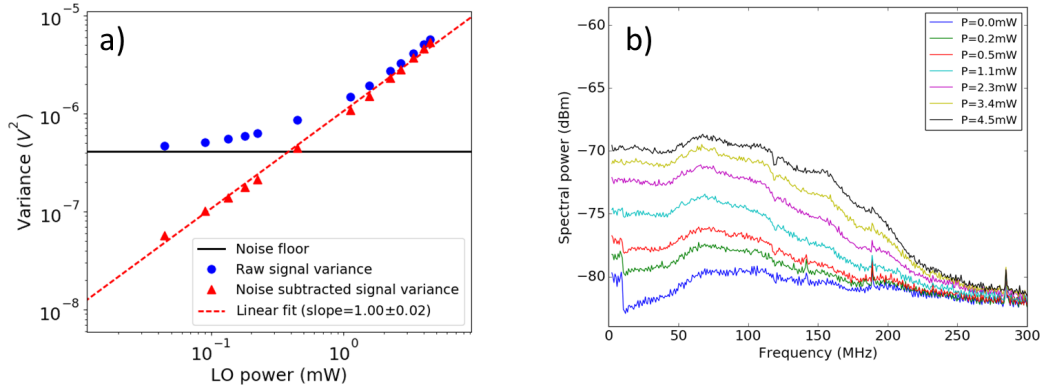 a)
10^-5
10^-6
10^-7
10^-8
Variance (V^2)
Noise floor
Raw signal variance
Noise subtracted signal variance
Linear fit (slope=1.00±0.02)
10^-1
10^0
10^1
LO power (mW)
b)
−60
−65
−70
−75
−80
Spectral power (dBm)
P=0.0mW
P=0.2mW
P=0.5mW
P=1.1mW
P=2.3mW
P=3.4mW
P=4.5mW
0
50
100
150
200
250
300
Frequency (MHz)